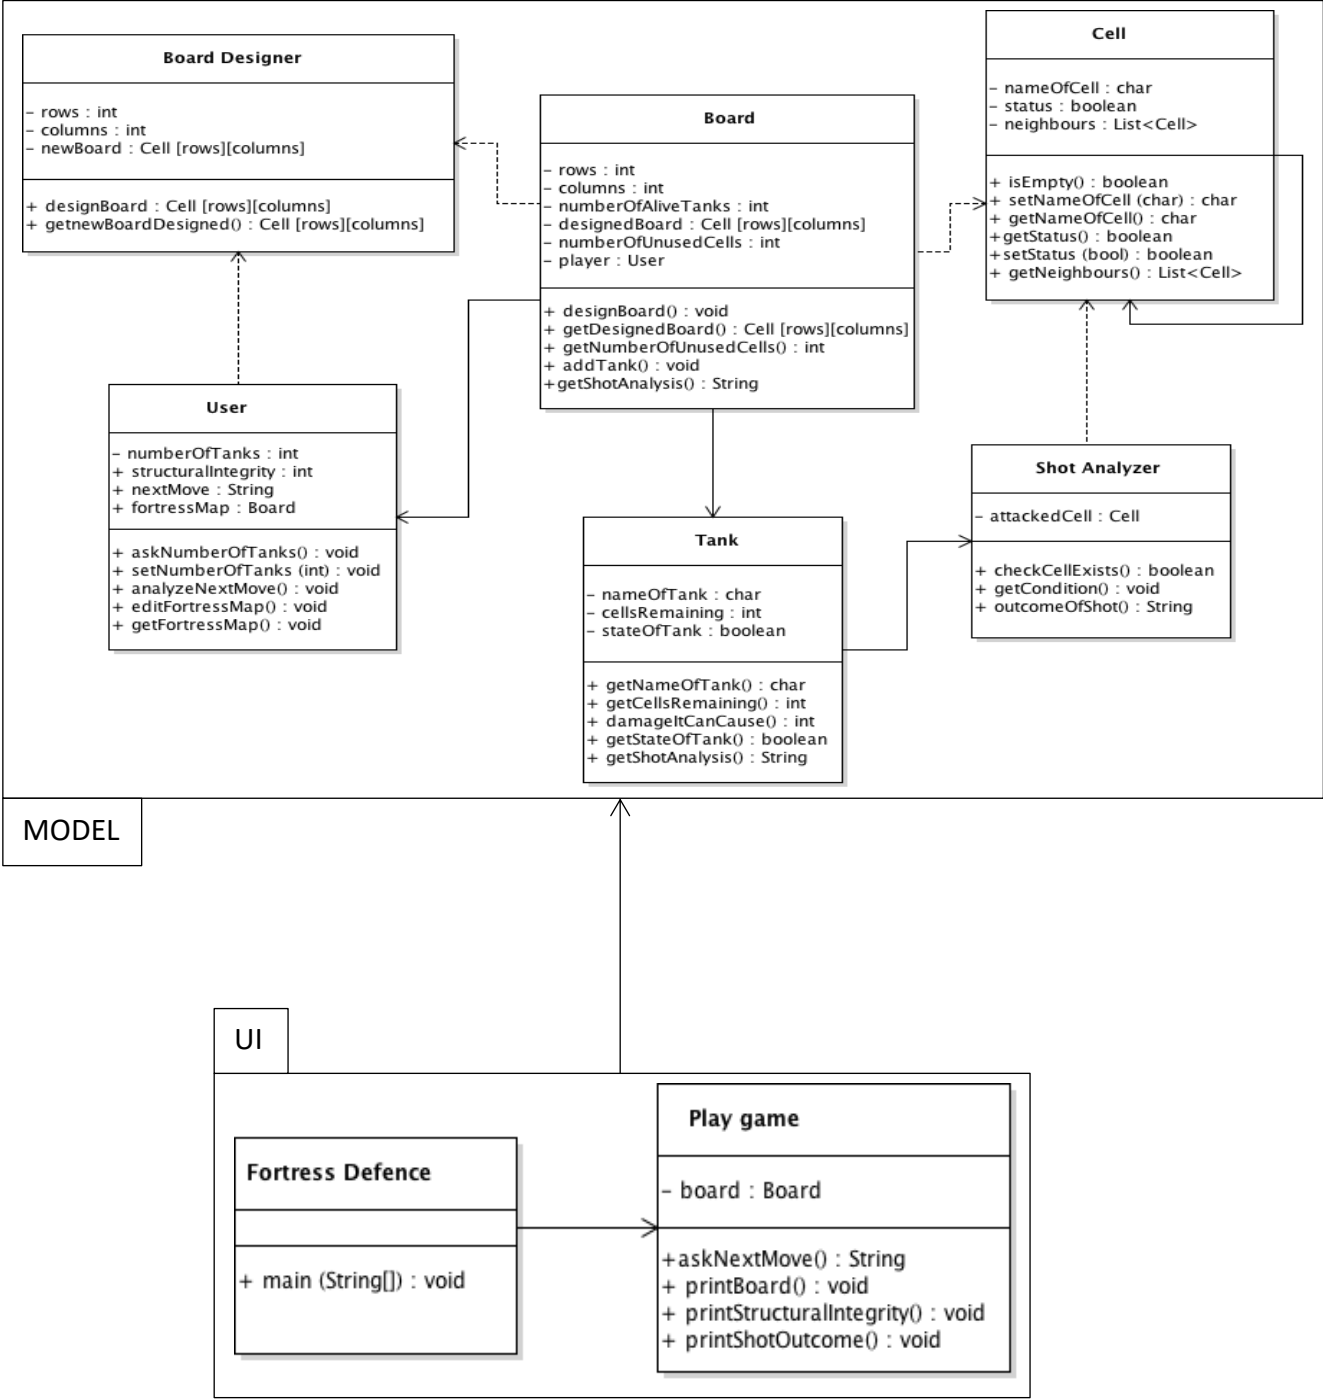 Board Designer
– rows : int
– columns : int
– newBoard : Cell [rows][columns]
+ designBoard : Cell [rows][columns]
+ getnewBoardDesigned() : Cell [rows][columns]
Board
– rows : int
– columns : int
– numberOfAliveTanks : int
– designedBoard : Cell [rows][columns]
– numberOfUnusedCells : int
– player : User
+ designBoard() : void
+ getDesignedBoard() : Cell [rows][columns]
+ getNumberOfUnusedCells() : int
+ addTank() : void
+getShotAnalysis() : String
Cell
– nameOfCell : char
– status : boolean
– neighbours : List<Cell>
+ isEmpty() : boolean
+ setNameOfCell (char) : char
+ getNameOfCell() : char
+getStatus() : boolean
+setStatus (bool) : boolean
+ getNeighbours() : List<Cell>
User
– numberOfTanks : int
+ structuralIntegrity : int
+ nextMove : String
+ fortressMap : Board
+ askNumberOfTanks() : void
+ setNumberOfTanks (int) : void
+ analyzeNextMove() : void
+ editFortressMap() : void
+ getFortressMap() : void
Tank
– nameOfTank : char
– cellsRemaining : int
– stateOfTank : boolean
+ getNameOfTank() : char
+ getCellsRemaining() : int
+ damageItCanCause() : int
+ getStateOfTank() : boolean
+ getShotAnalysis() : String
Shot Analyzer
– attackedCell : Cell
+ checkCellExists() : boolean
+ getCondition() : void
+ outcomeOfShot() : String
MODEL
UI
Fortress Defence
+ main (String[]) : void
Play game
– board : Board
+askNextMove() : String
+ printBoard() : void
+ printStructuralIntegrity() : void
+ printShotOutcome() : void